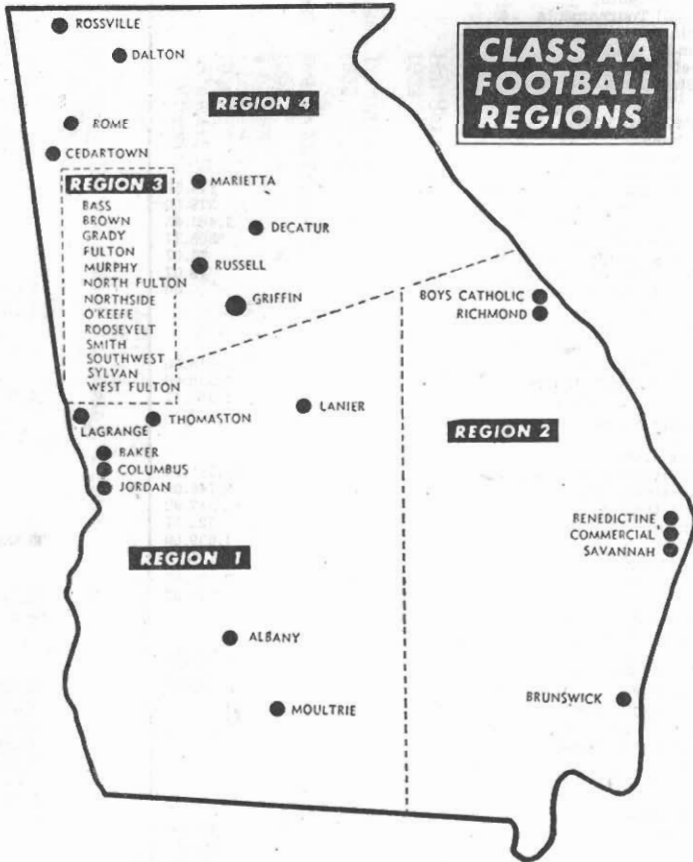 CLASS AA
FOOTBALL
REGIONS
ROSSVILLE
DALTON
REGION 4
ROME
CEDARTOWN
REGION 3
BASS
BROWN
GRADY
FULTON
MURPHY
NORTH FULTON
NORTHSIDE
O'KEEFE
ROOSEVELT
SMITH
SOUTHWEST
SYLVAN
WEST FULTON
MARIETTA
DECATUR
RUSSELL
GRIFFIN
BOYS CATHOLIC
RICHMOND
LAGRANGE
THOMASTON
LANIER
REGION 2
BAKER
COLUMBUS
JORDAN
BENEDICTINE
COMMERCIAL
SAVANNAH
REGION 1
ALBANY
MOULTRIE
BRUNSWICK